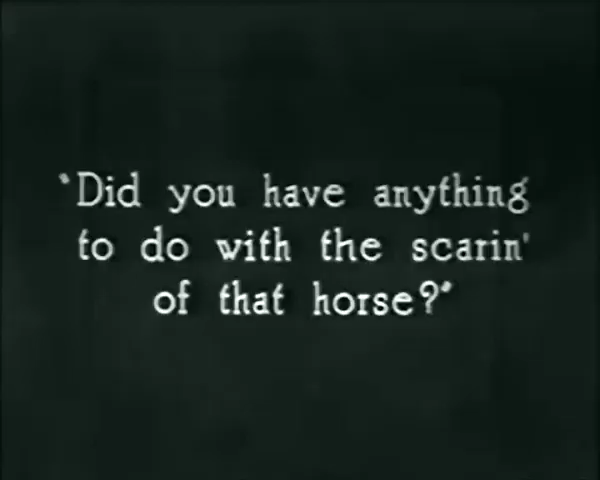 "Did you have anything
to do with the scarin'
of that horse?"